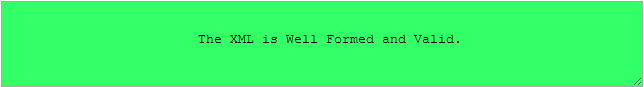 The XML is Well Formed and Valid.